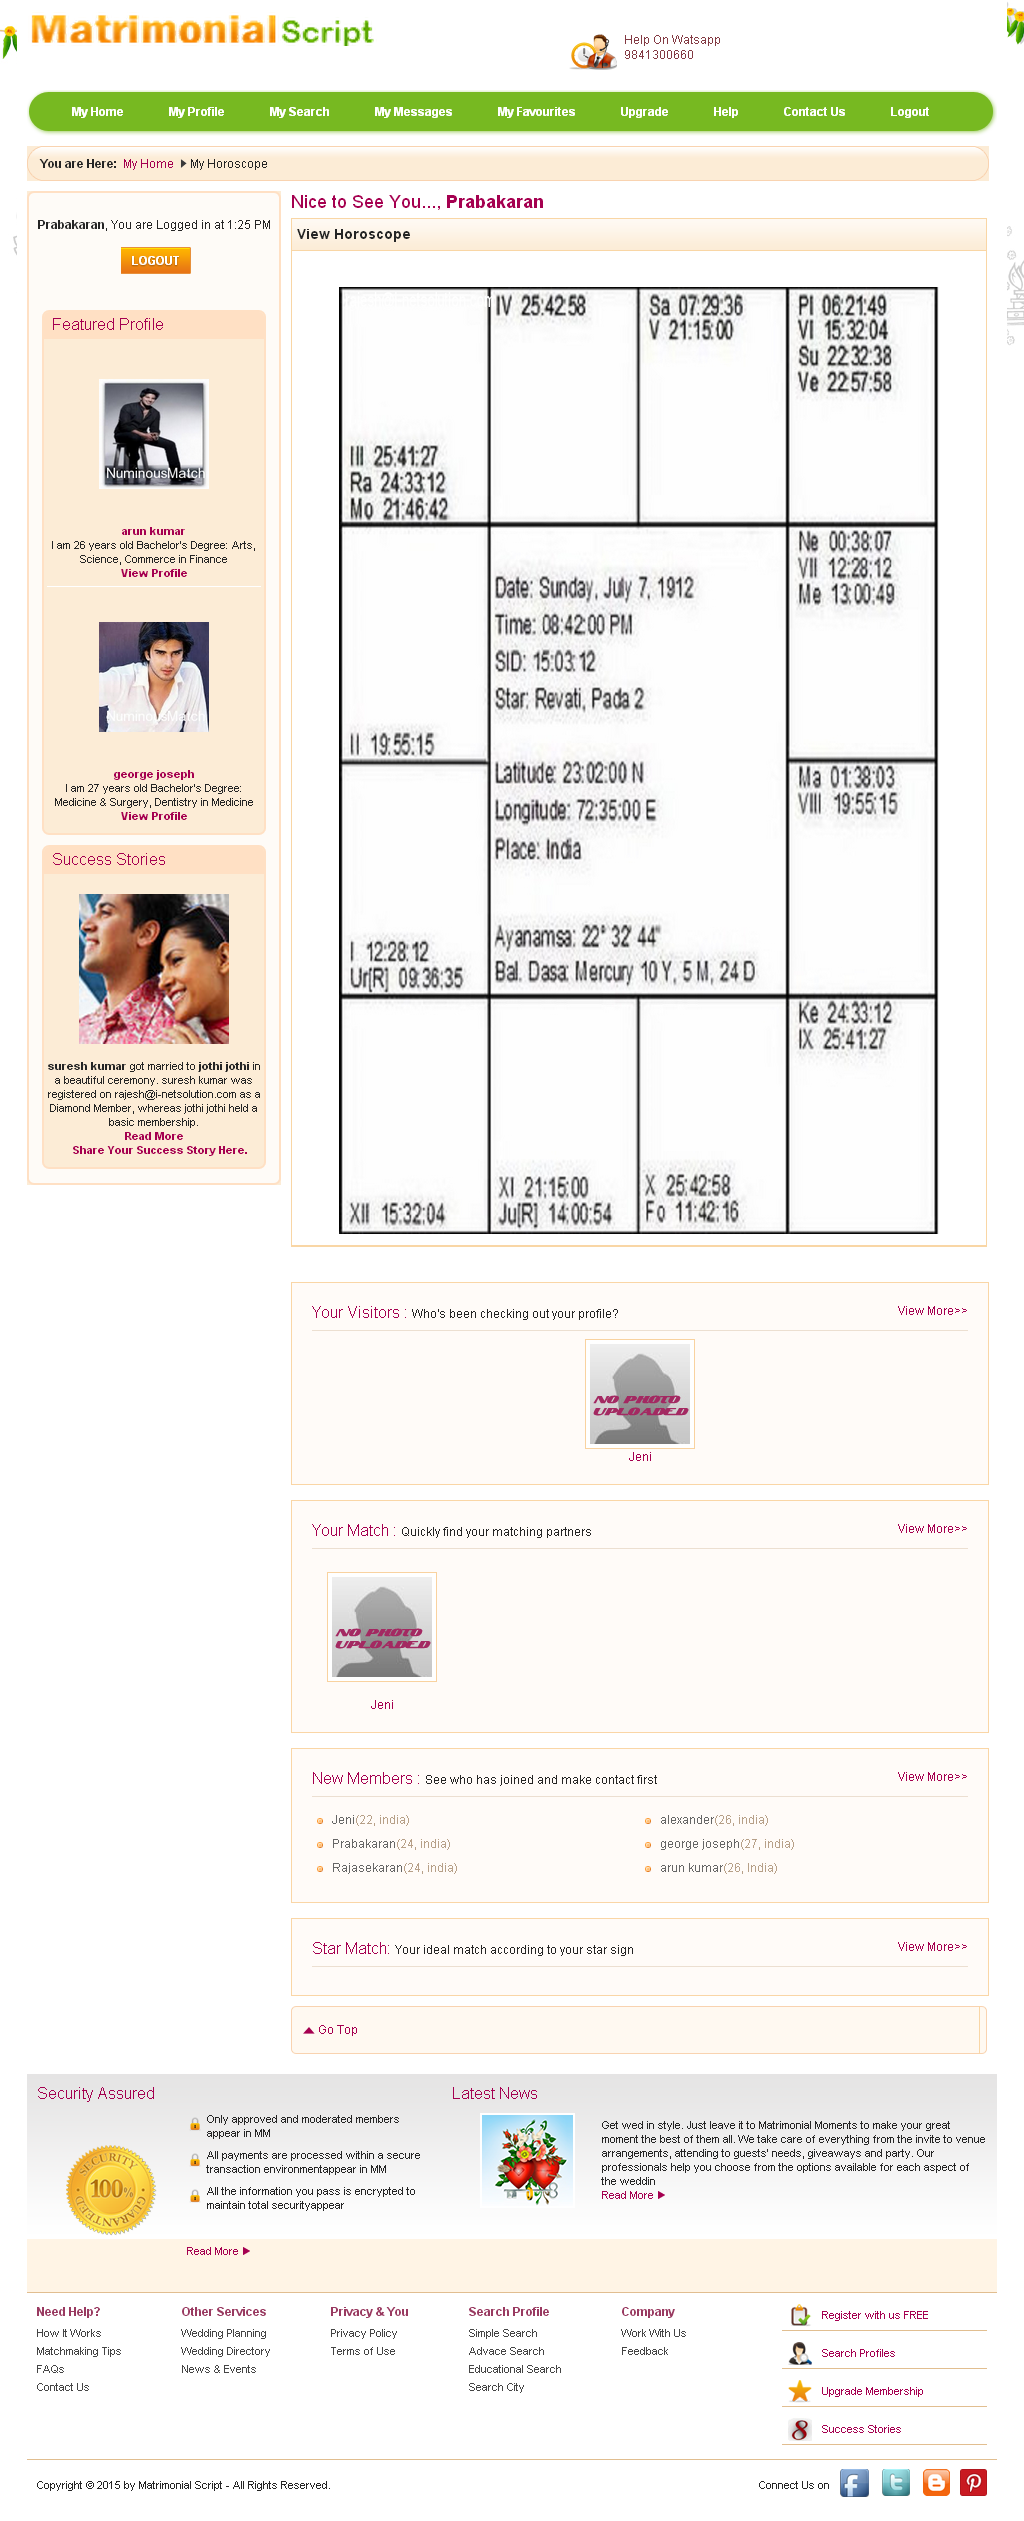 Matrimonial Script
Help On Watsapp
9841300660
My Home My Profile My Search My Messages My Favourites Upgrade Help Contact Us Logout
You are Here: My Home My Horoscope
Prabakaran, You are Logged in at 1:25 PM
LOGOUT
Featured Profile
NuminousMatch
arun kumar
I am 26 years old Bachelor's Degree: Arts,
Science, Commerce in Finance
View Profile
NuminousMatch
george joseph
I am 27 years old Bachelor's Degree:
Medicine & Surgery, Dentistry in Medicine
View Profile
Success Stories
suresh kumar got married to jothi jothi in
a beautiful ceremony. suresh kumar was
registered on rajesh@i-netsolution.com as a
Diamond Member, whereas jothi jothi held a
basic membership.
Read More
Share Your Success Story Here.
Nice to See You..., Prabakaran
View Horoscope
III 25:41:27
Ra 24:33:12
Mo 21:46:42
IV 25:42:58
Sa 07:29:36
V 21:15:00
Pl 06:21:49
VI 15:32:04
Su 22:32:38
Ve 22:57:58
II 19:55:15
Date: Sunday, July 7, 1912
Time: 08:42:00 PM
SID: 15:03:12
Star: Revati, Pada 2
Latitude: 23:02:00 N
Longitude: 72:35:00 E
Place: India
Ayanamsa: 22° 32' 44"
Bal. Dasa: Mercury 10 Y, 5 M, 24 D
Ne 00:38:07
VII 12:28:12
Me 13:00:49
I 12:28:12
Ur[R] 09:36:35
Ma 01:38:03
VIII 19:55:15
XII 15:32:04
XI 21:15:00
Ju[R] 14:00:54
X 25:42:58
Fo 11:42:16
Ke 24:33:12
IX 25:41:27
Your Visitors : Who's been checking out your profile?
View More>>
NO PHOTO
UPLOADED
Jeni
Your Match : Quickly find your matching partners
View More>>
NO PHOTO
UPLOADED
Jeni
New Members : See who has joined and make contact first
View More>>
Jeni(22, india)
alexander(26, india)
Prabakaran(24, india)
george joseph(27, india)
Rajasekaran(24, india)
arun kumar(26, India)
Star Match: Your ideal match according to your star sign
View More>>
Go Top
Security Assured
SECURITY
100%
GUARANTEED
Only approved and moderated members
appear in MM
All payments are processed within a secure
transaction environmentappear in MM
All the information you pass is encrypted to
maintain total securityappear
Read More
Latest News
Get wed in style. Just leave it to Matrimonial Moments to make your great
moment the best of them all. We take care of everything from the invite to venue
arrangements, attending to guests' needs, giveaways and party. Our
professionals help you choose from the options available for each aspect of
the weddin
Read More
Need Help?
How It Works
Matchmaking Tips
FAQs
Contact Us
Other Services
Wedding Planning
Wedding Directory
News & Events
Privacy & You
Privacy Policy
Terms of Use
Search Profile
Simple Search
Advace Search
Educational Search
Search City
Company
Work With Us
Feedback
Register with us FREE
Search Profiles
Upgrade Membership
8 Success Stories
Copyright © 2015 by Matrimonial Script - All Rights Reserved.
Connect Us on